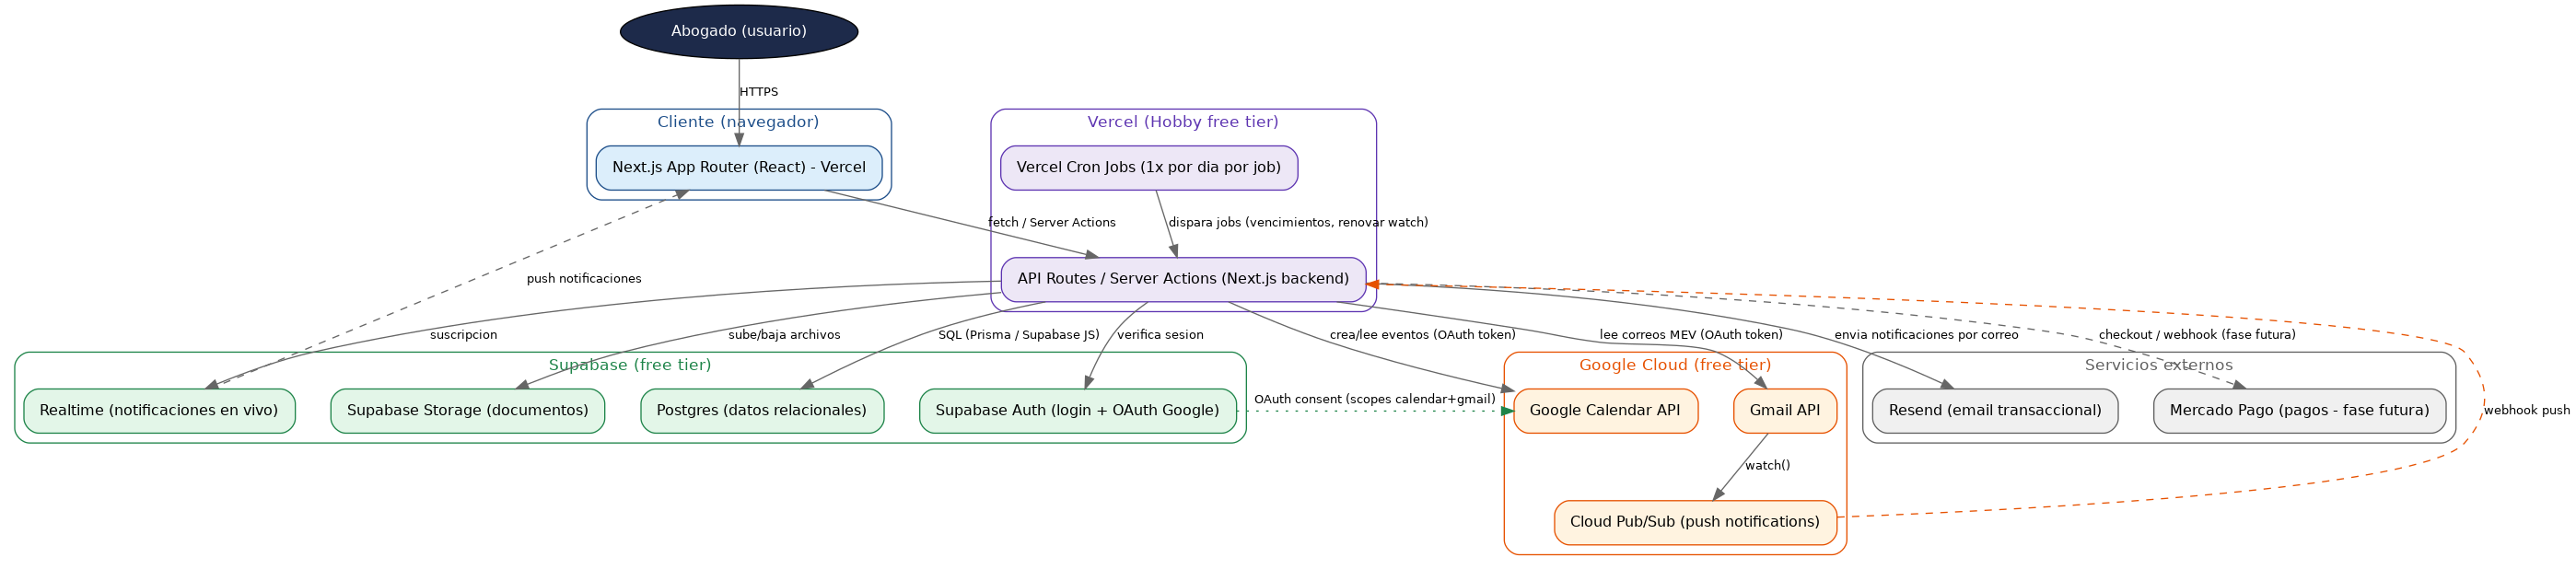 Abogado (usuario)
HTTPS
Cliente (navegador)
Vercel (Hobby free tier)
Next.js App Router (React) - Vercel
Vercel Cron Jobs (1x por dia por job)
fetch / Server Actions
dispara jobs (vencimientos, renovar watch)
push notificaciones
API Routes / Server Actions (Next.js backend)
suscripcion
sube/baja archivos
SQL (Prisma / Supabase JS)
verifica sesion
crea/lee eventos (OAuth token)
lee correos MEV (OAuth token)
envia notificaciones por correo
checkout / webhook (fase futura)
Supabase (free tier)
Google Cloud (free tier)
Servicios externos
Realtime (notificaciones en vivo)
Supabase Storage (documentos)
Postgres (datos relacionales)
Supabase Auth (login + OAuth Google)
OAuth consent (scopes calendar+gmail)
Google Calendar API
Gmail API
Resend (email transaccional)
Mercado Pago (pagos - fase futura)
webhook push
watch()
Cloud Pub/Sub (push notifications)